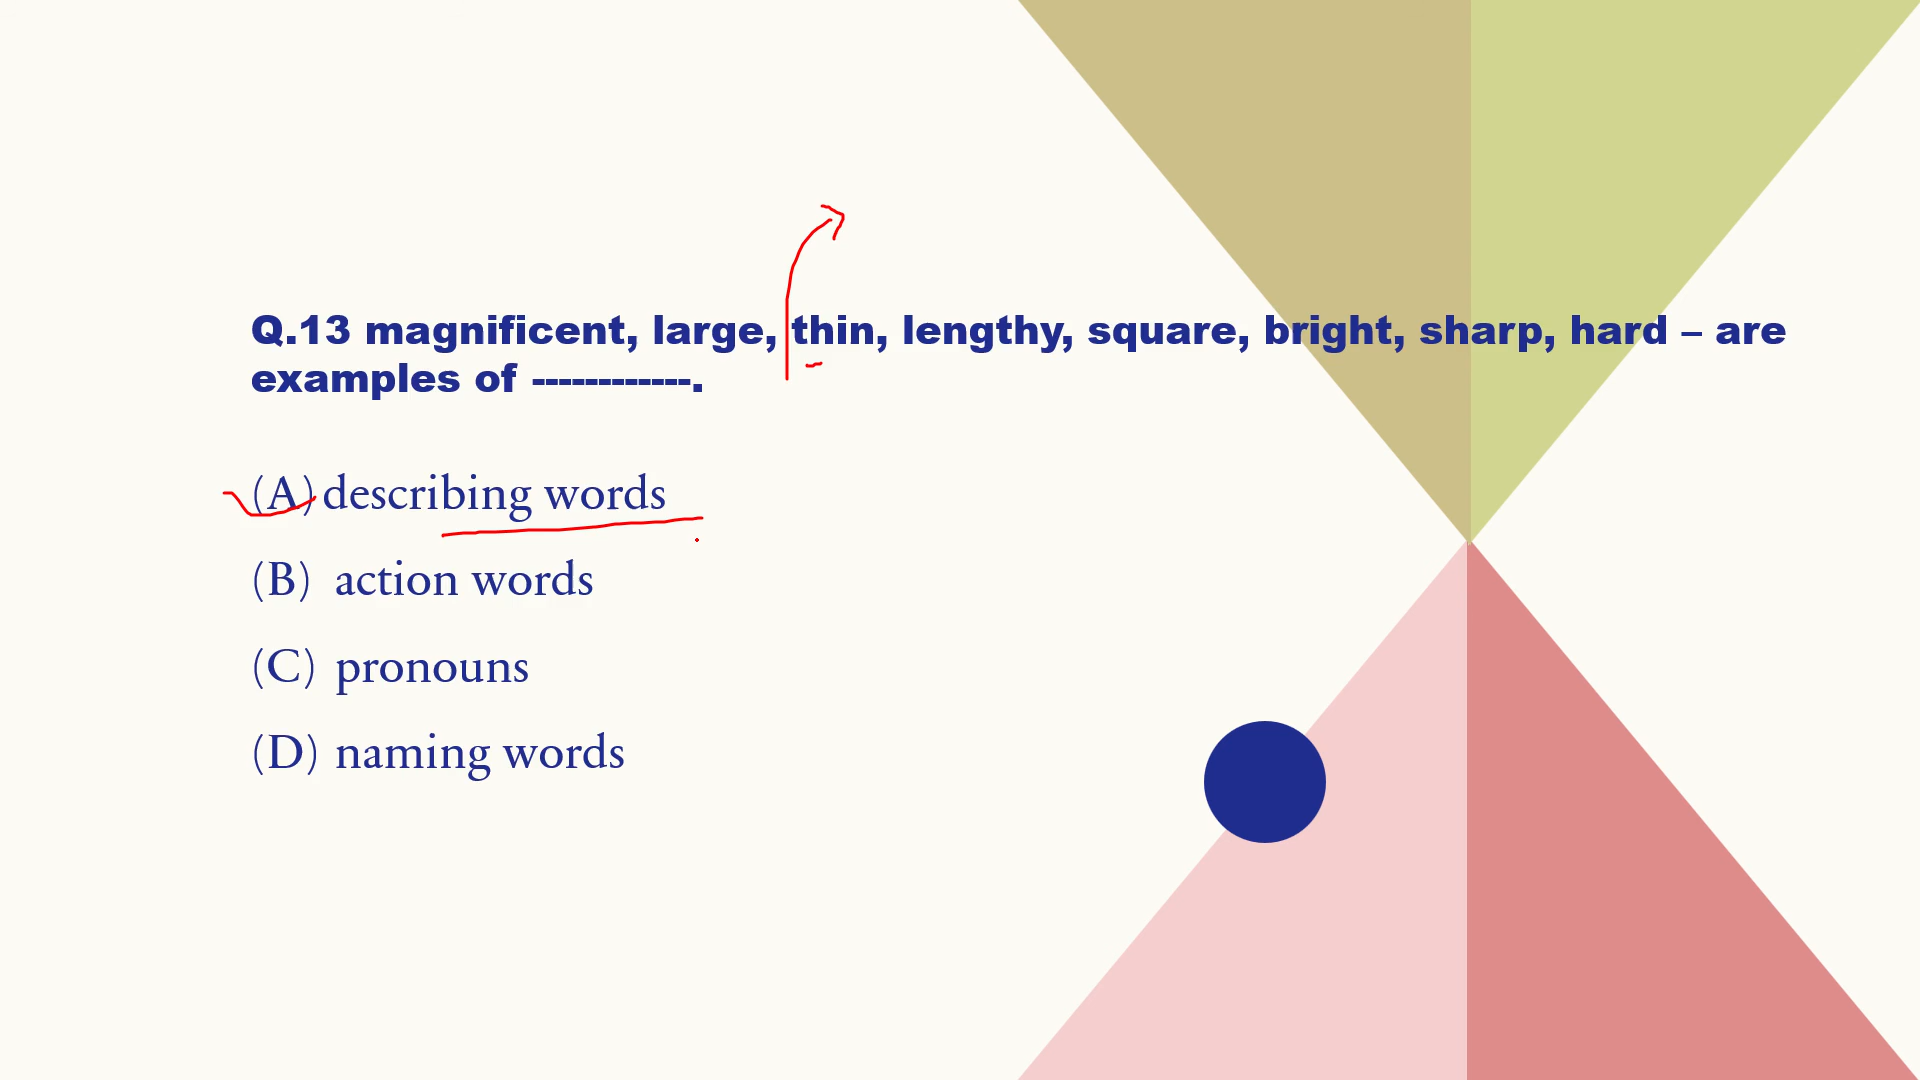 Q.13 magnificent, large, thin, lengthy, square, bright, sharp, hard – are
examples of ------------.
(A) describing words
(B) action words
(C) pronouns
(D) naming words